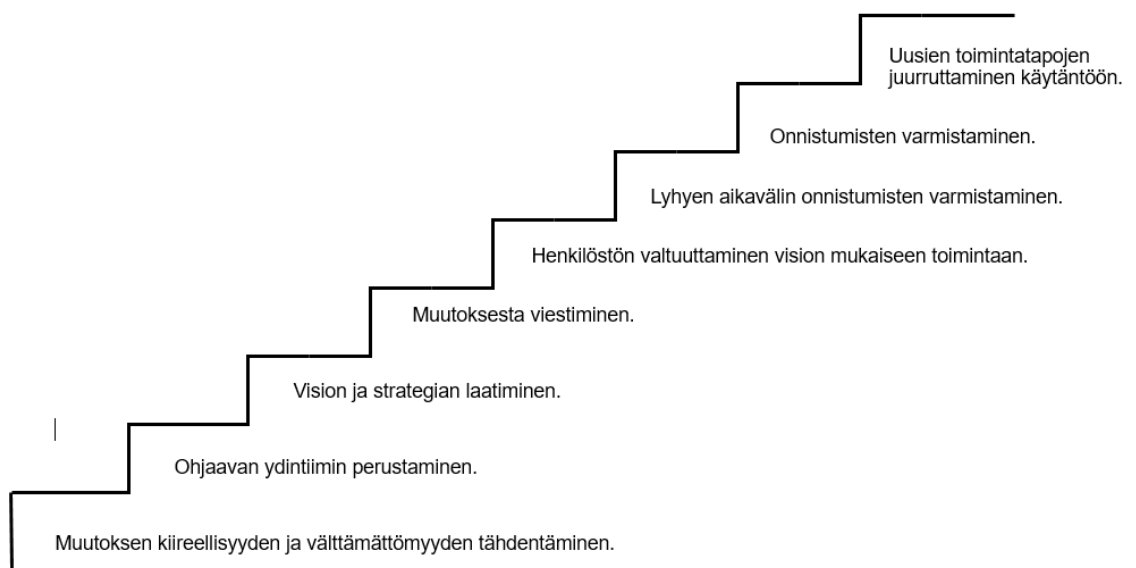 Uusien toimintatapojen
juurruttaminen käytäntöön.
Onnistumisten varmistaminen.
Lyhyen aikavälin onnistumisten varmistaminen.
Henkilöstön valtuuttaminen vision mukaiseen toimintaan.
Muutoksesta viestiminen.
Vision ja strategian laatiminen.
Ohjaavan ydintiimin perustaminen.
Muutoksen kiireellisyyden ja välttämättömyyden tähdentäminen.